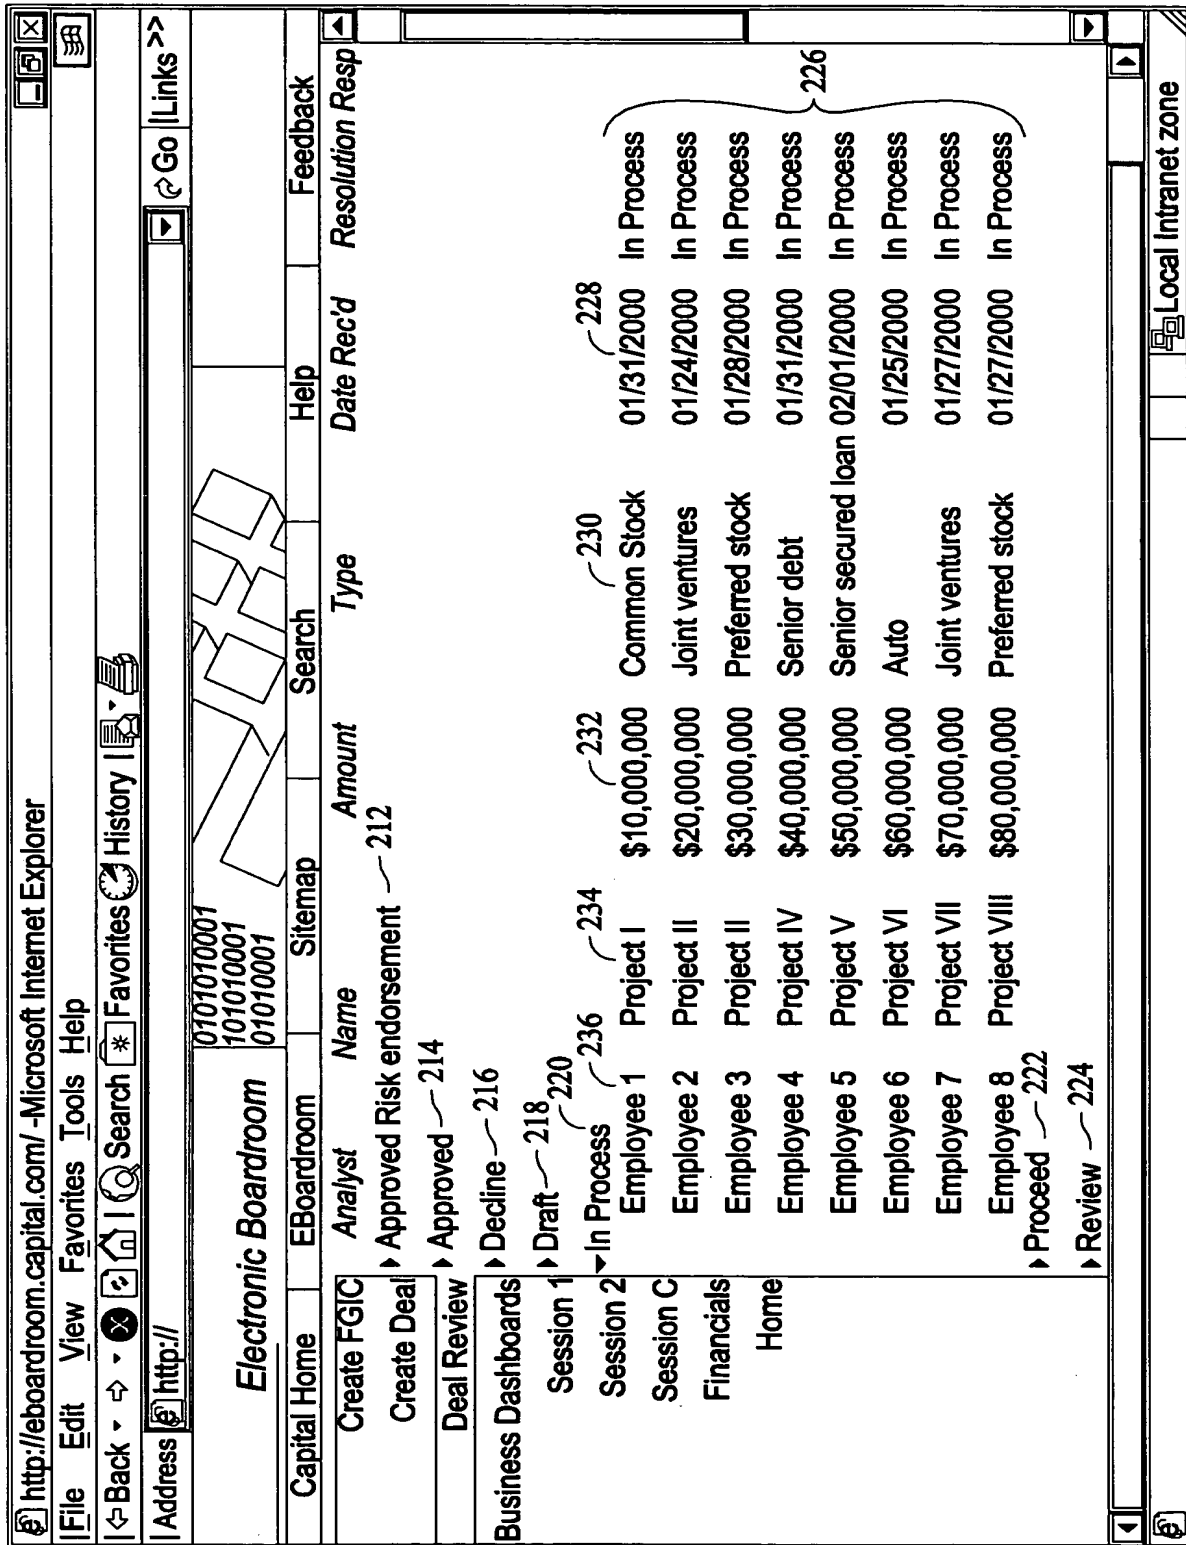 http://eboardroom.capital.com/ -Microsoft Internet Explorer
File Edit View Favorites Tools Help
Back Search Favorites History
Address http:// Go Links >>
Electronic Boardroom
0101010001
101010001
01010001
Capital Home EBoardroom Sitemap Search Help Feedback
Create FGIC
Create Deal
Deal Review
Business Dashboards
Session 1
Session 2
Session C
Financials
Home
Analyst Name Amount Type Date Rec'd Resolution Resp
Approved Risk endorsement 212
Approved 214
Decline 216
Draft 218
In Process 220
236 234 232 230 228
Employee 1 Project I $10,000,000 Common Stock 01/31/2000 In Process
Employee 2 Project II $20,000,000 Joint ventures 01/24/2000 In Process
Employee 3 Project II $30,000,000 Preferred stock 01/28/2000 In Process
Employee 4 Project IV $40,000,000 Senior debt 01/31/2000 In Process
Employee 5 Project V $50,000,000 Senior secured loan 02/01/2000 In Process
Employee 6 Project VI $60,000,000 Auto 01/25/2000 In Process
Employee 7 Project VII $70,000,000 Joint ventures 01/27/2000 In Process
Employee 8 Project VIII $80,000,000 Preferred stock 01/27/2000 In Process
226
Proceed 222
Review 224
Local Intranet zone